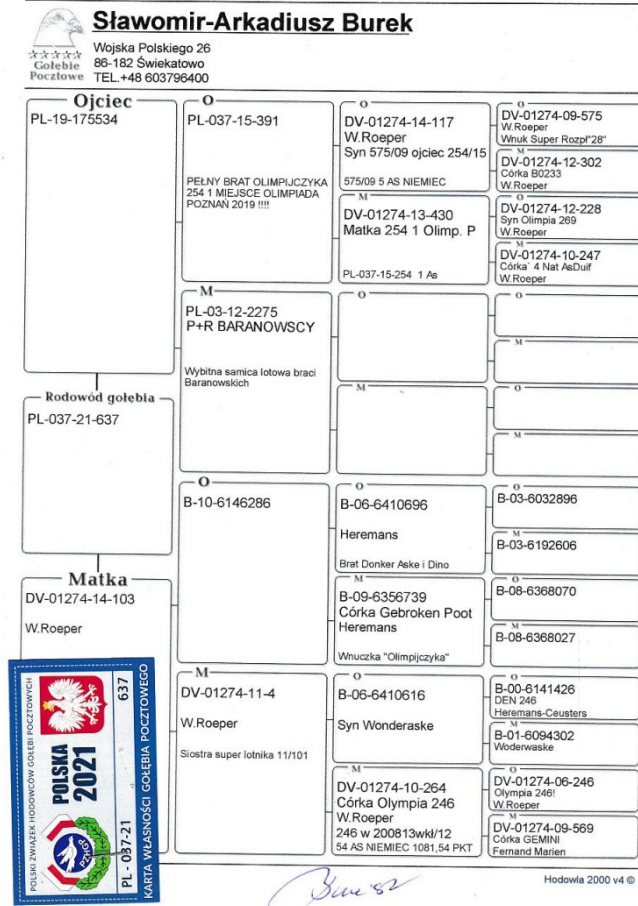 Sławomir-Arkadiusz Burek
Wojska Polskiego 26
86-182 Świekatowo
TEL.+48 603796400
Gołębie
Pocztowe
Ojciec
PL-19-175534
Rodowód gołębia
PL-037-21-637
Matka
DV-01274-14-103
W.Roeper
O
PL-037-15-391
PEŁNY BRAT OLIMPIJCZYKA
254 1 MIEJSCE OLIMPIADA
POZNAŃ 2019 !!!!
M
PL-03-12-2275
P+R BARANOWSCY
Wybitna samica lotowa braci
Baranowskich
O
B-10-6146286
M
DV-01274-11-4
W.Roeper
Siostra super lotnika 11/101
O
DV-01274-14-117
W.Roeper
Syn 575/09 ojciec 254/15
575/09 5 AS NIEMIEC
M
DV-01274-13-430
Matka 254 1 Olimp. P
PL-037-15-254 1 As
O
M
O
B-06-6410696
Heremans
Brat Donker Aske i Dino
M
B-09-6356739
Córka Gebroken Poot
Heremans
Wnuczka "Olimpijczyka"
O
B-06-6410616
Syn Wonderaske
M
DV-01274-10-264
Córka Olympia 246
W.Roeper
246 w 200813wkł/12
54 AS NIEMIEC 1081,54 PKT
O
DV-01274-09-575
W.Roeper
Wnuk Super Rozpł"28"
M
DV-01274-12-302
Córka B0233
W.Roeper
O
DV-01274-12-228
Syn Olimpia 269
W.Roeper
M
DV-01274-10-247
Córka` 4 Nat AsDuif
W.Roeper
O
M
O
M
O
B-03-6032896
M
B-03-6192606
O
B-08-6368070
M
B-08-6368027
O
B-00-6141426
DEN 246
Heremans-Ceusters
M
B-01-6094302
Woderwaske
O
DV-01274-06-246
Olympia 246!
W.Roeper
M
DV-01274-09-569
Córka GEMINI
Fernand Marien
POLSKI ZWIĄZEK HODOWCÓW GOŁĘBI POCZTOWYCH
POLSKA
2021
PZHGP
PL - 037-21
637
KARTA WŁASNOŚCI GOŁĘBIA POCZTOWEGO
Hodowla 2000 v4 ©